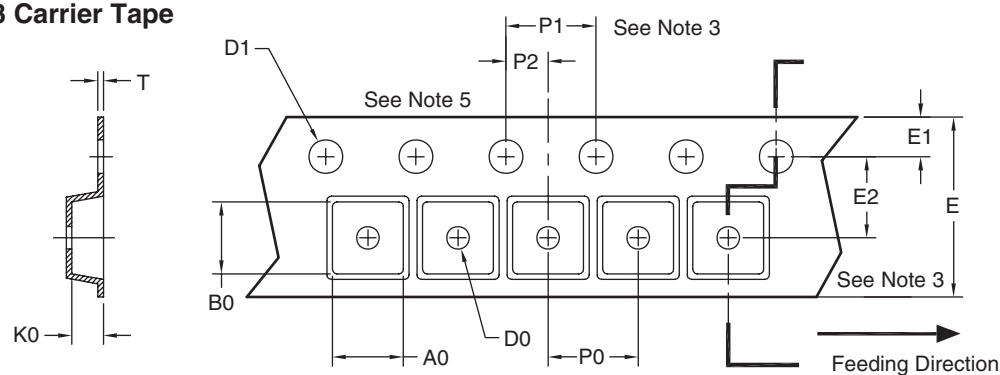 Carrier Tape
P1
See Note 3
D1
P2
T
See Note 5
E1
E2
E
B0
See Note 3
K0
D0
A0
P0
Feeding Direction